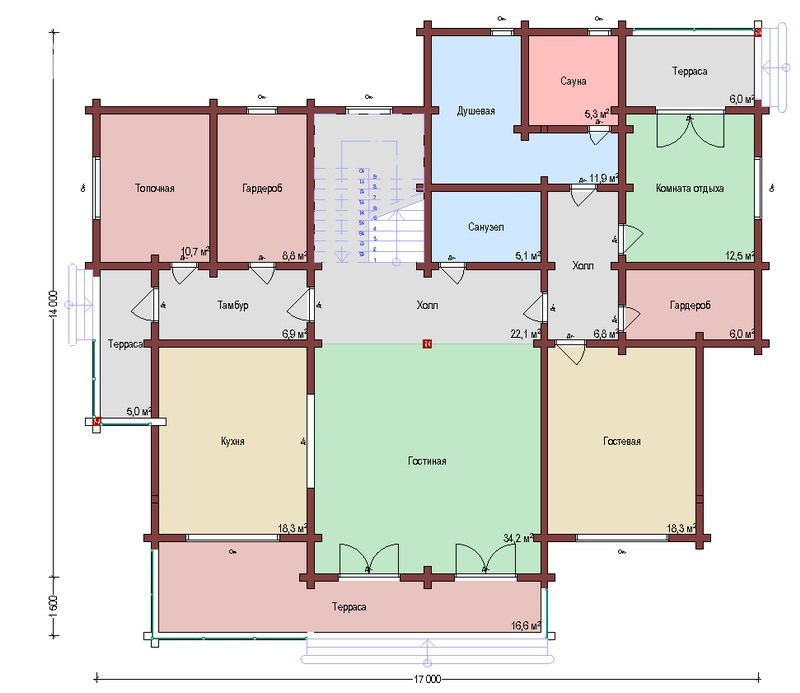 Сауна
5,3 м²
Терраса
6,0 м²
Душевая
11,9 м²
Топочная
10,7 м²
Гардероб
8,8 м²
Комната отдыха
12,5 м²
Санузел
5,1 м²
Холл
6,8 м²
Тамбур
6,9 м²
Холл
22,1 м²
Гардероб
6,0 м²
Терраса
5,0 м²
Кухня
18,3 м²
Гостиная
34,2 м²
Гостевая
18,3 м²
Терраса
16,6 м²
14 000
1 500
17 000